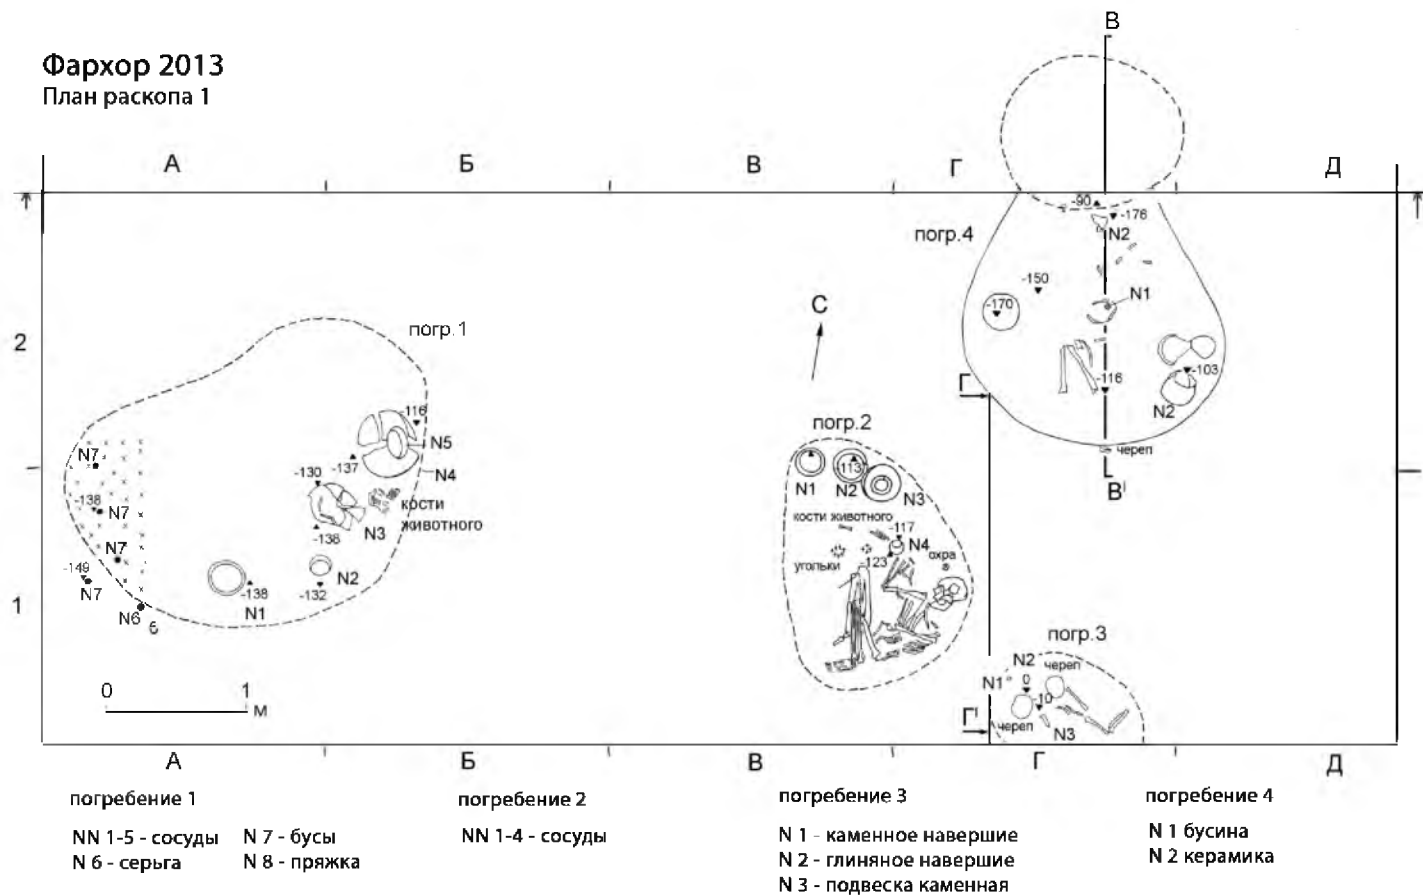 Фархор 2013
План раскопа 1
В
А Б В Г Д
-90
-178
N2
погр.4
-150
N1
-170
С
2
погр.1
-116
-103
N2
Г
116
N5
погр.2
череп
N7
-137
N4
В|
-130
N1 N2 -113 N3
-138
N7
кости
животного
N3
кости животного
-117
-138
N4
охра
N7
угольки
-123
-149
N2
N7
-138
N1
-132
1
N6
6
погр.3
N2
череп
0 1
м
N1
0
-10
Г|
череп
N3
А Б В Г Д
погребение 1
NN 1-5 - сосуды N 7 - бусы
N 6 - серьга N 8 - пряжка
погребение 2
NN 1-4 - сосуды
погребение 3
N 1 - каменное навершие
N 2 - глиняное навершие
N 3 - подвеска каменная
погребение 4
N 1 бусина
N 2 керамика